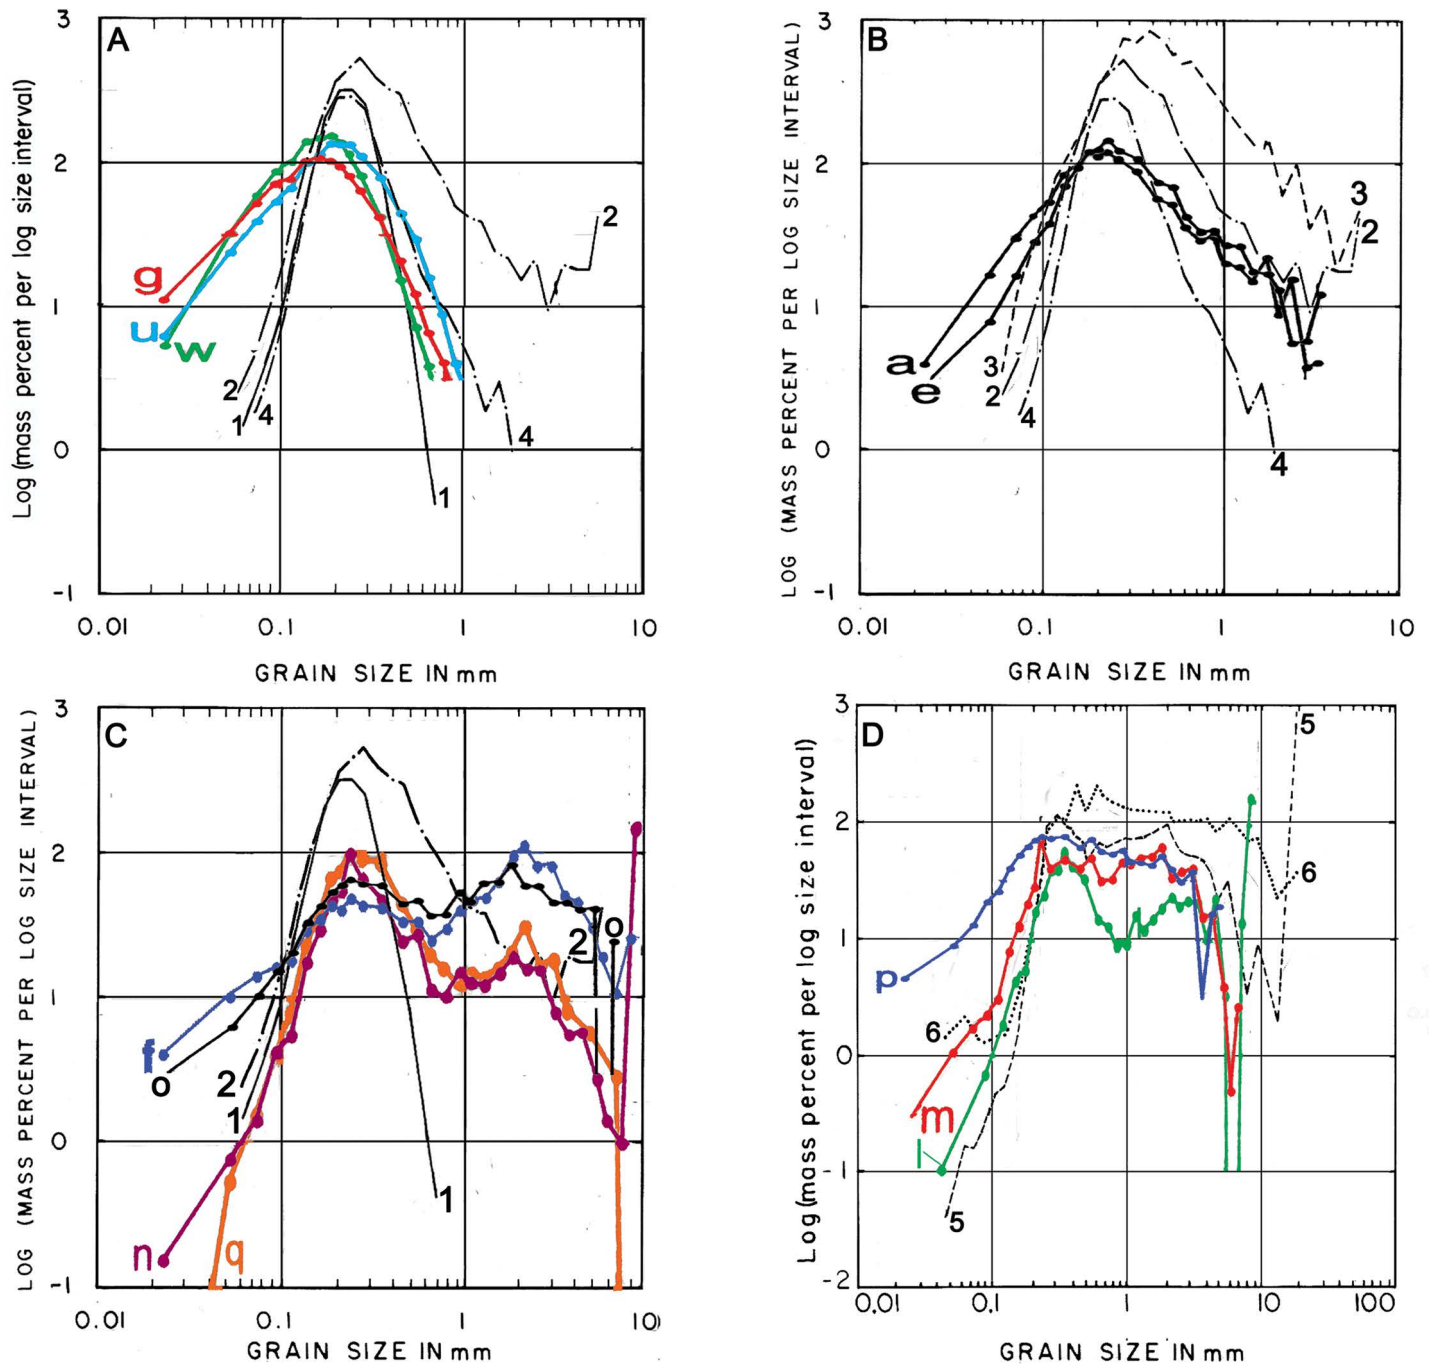 A
3
2
1
0
-1
0.01
0.1
1
10
Log (mass percent per log size interval)
GRAIN SIZE IN mm
g
u
w
2
1
4
2
4
1
B
3
2
1
0
-1
0.01
0.1
1
10
LOG (MASS PERCENT PER LOG SIZE INTERVAL)
GRAIN SIZE IN mm
a
e
3
2
4
3
2
4
C
3
2
1
0
-1
0.01
0.1
1
10
LOG (MASS PERCENT PER LOG SIZE INTERVAL)
GRAIN SIZE IN mm
f
o
2
1
n
q
2
o
1
D
3
2
1
0
-1
-2
0.01
0.1
1
10
100
Log (mass percent per log size interval)
GRAIN SIZE IN mm
p
6
m
l
5
5
6